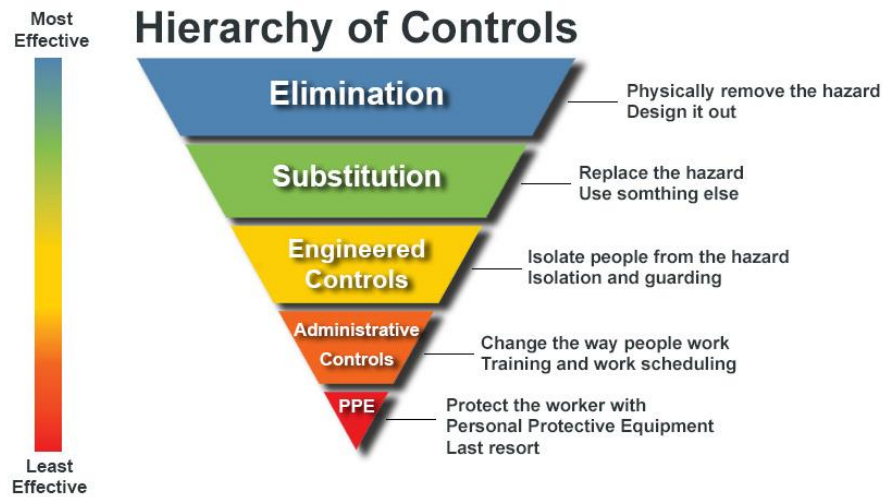 Most
Effective
Hierarchy of Controls
Elimination
Physically remove the hazard
Design it out
Substitution
Replace the hazard
Use somthing else
Engineered
Controls
Isolate people from the hazard
Isolation and guarding
Administrative
Controls
Change the way people work
Training and work scheduling
PPE
Protect the worker with
Personal Protective Equipment
Last resort
Least
Effective